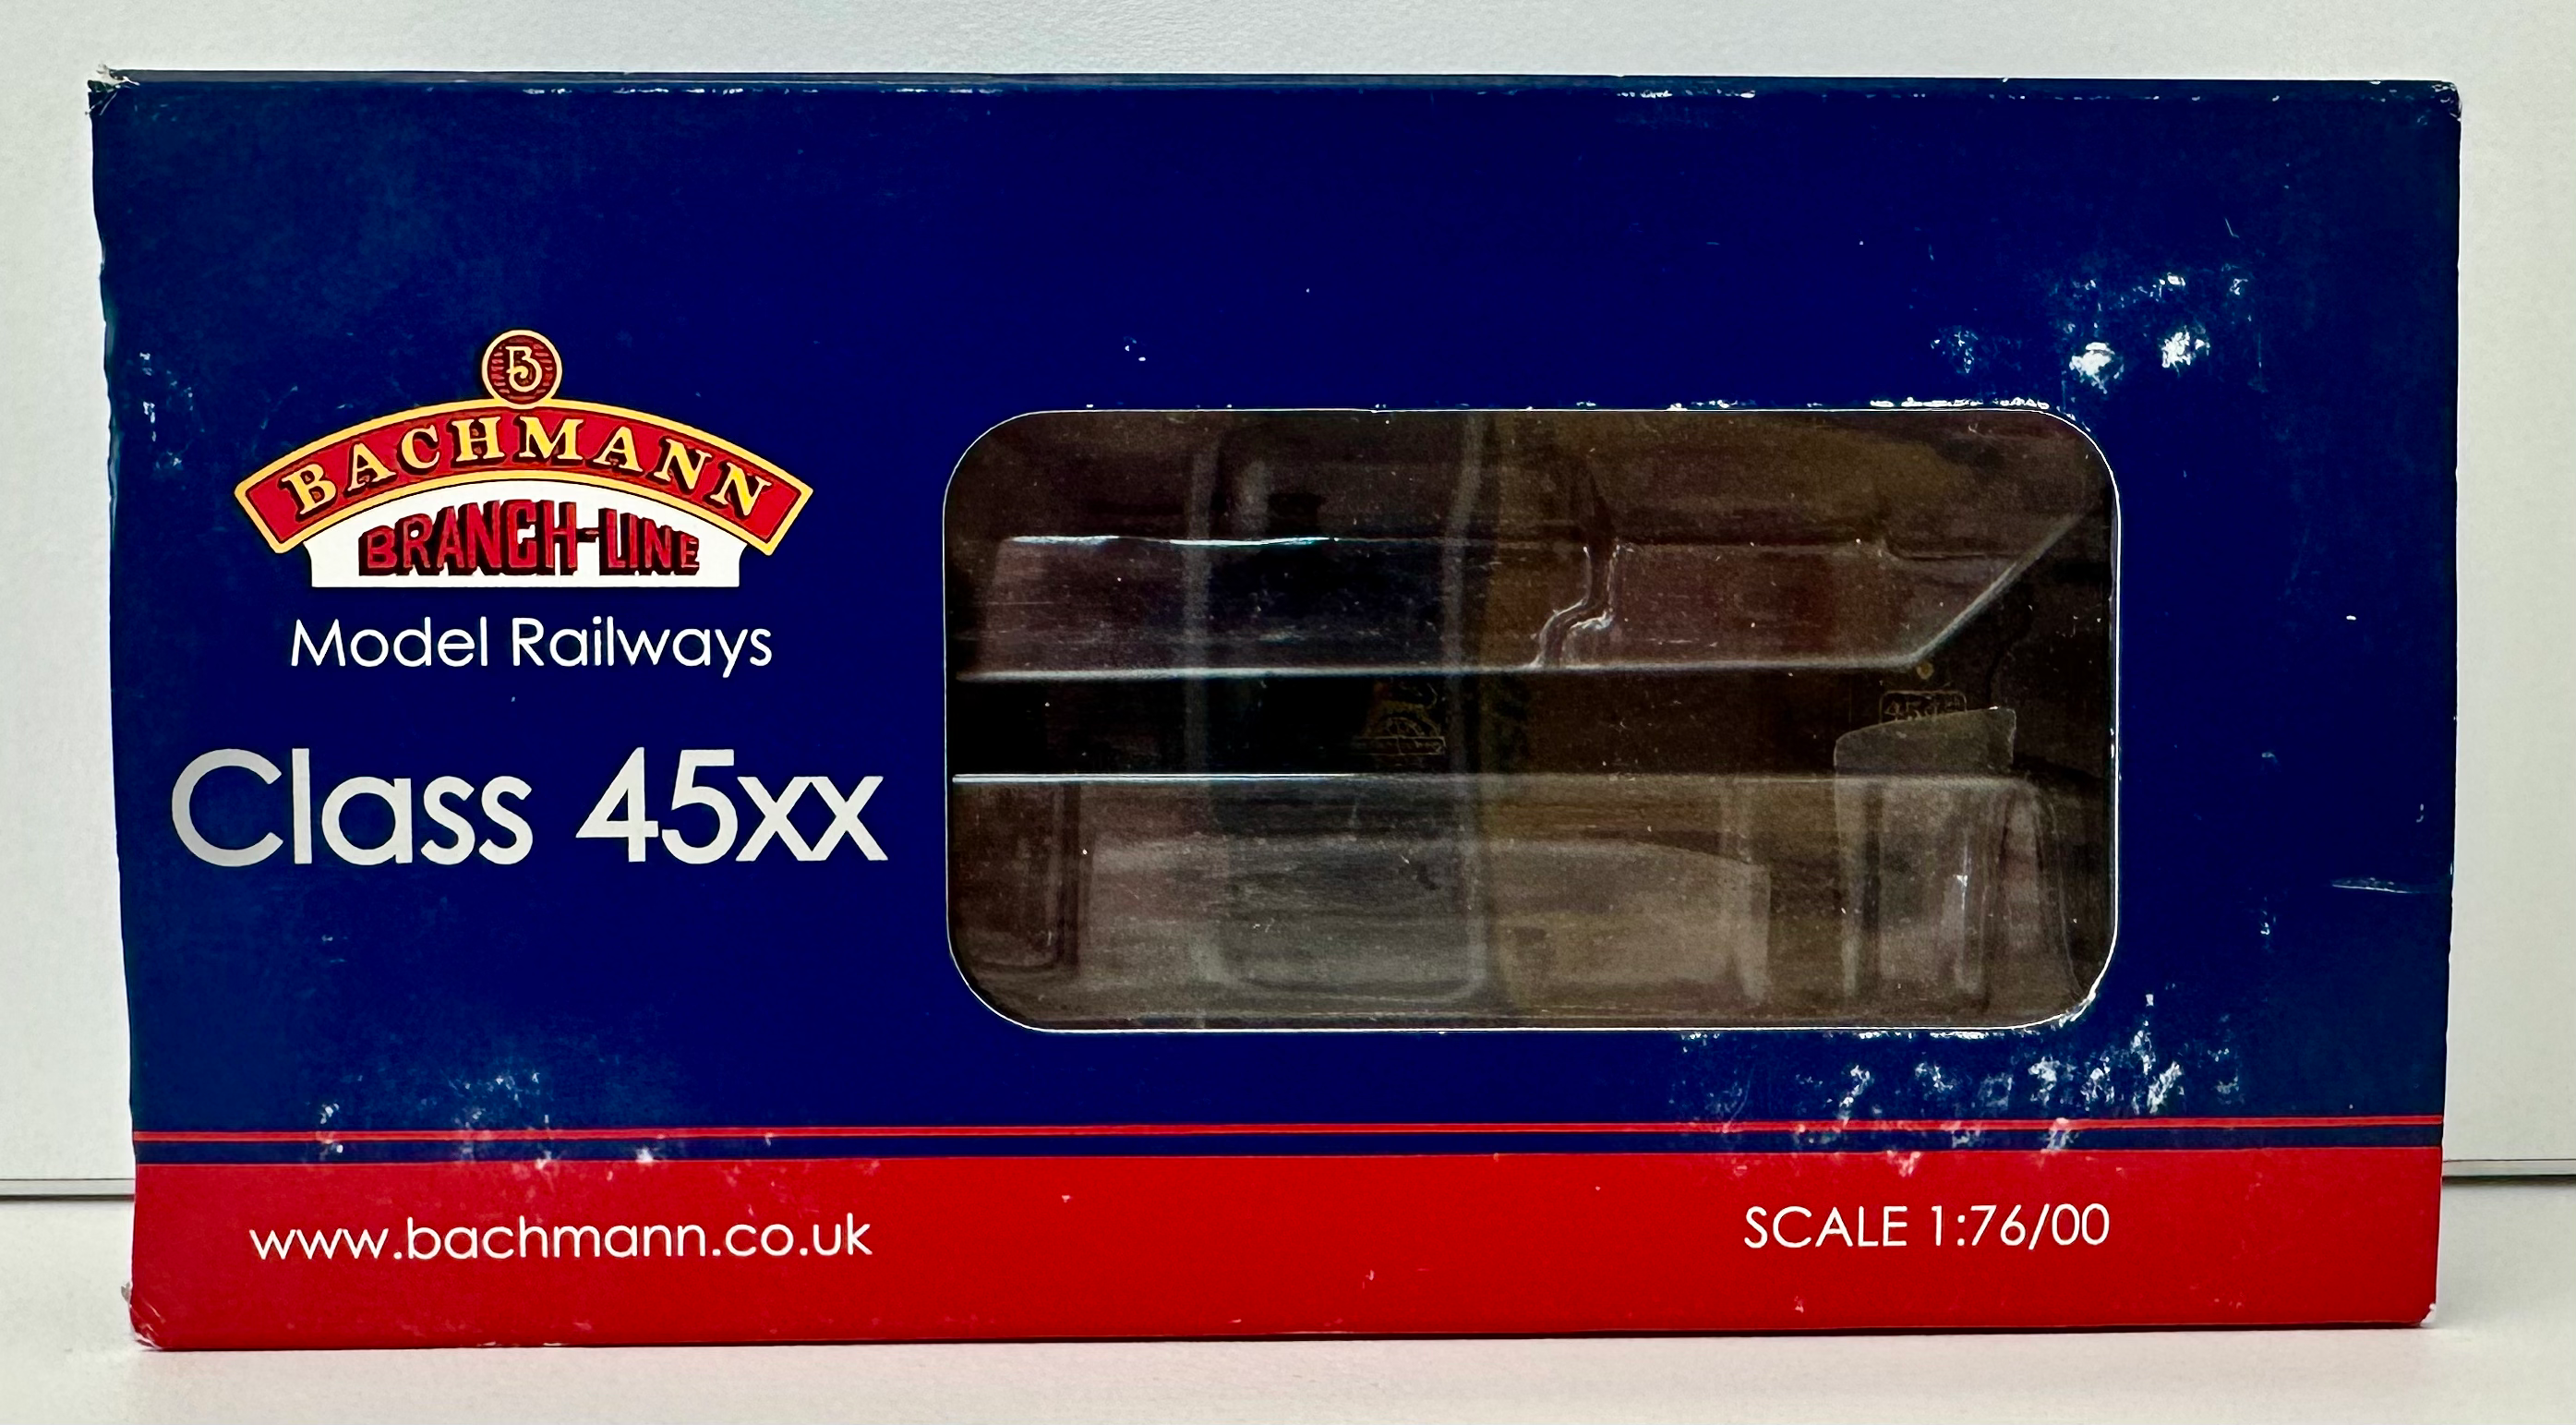 B
BACHMANN
BRANCH-LINE
Model Railways
Class 45xx
www.bachmann.co.uk
SCALE 1:76/00